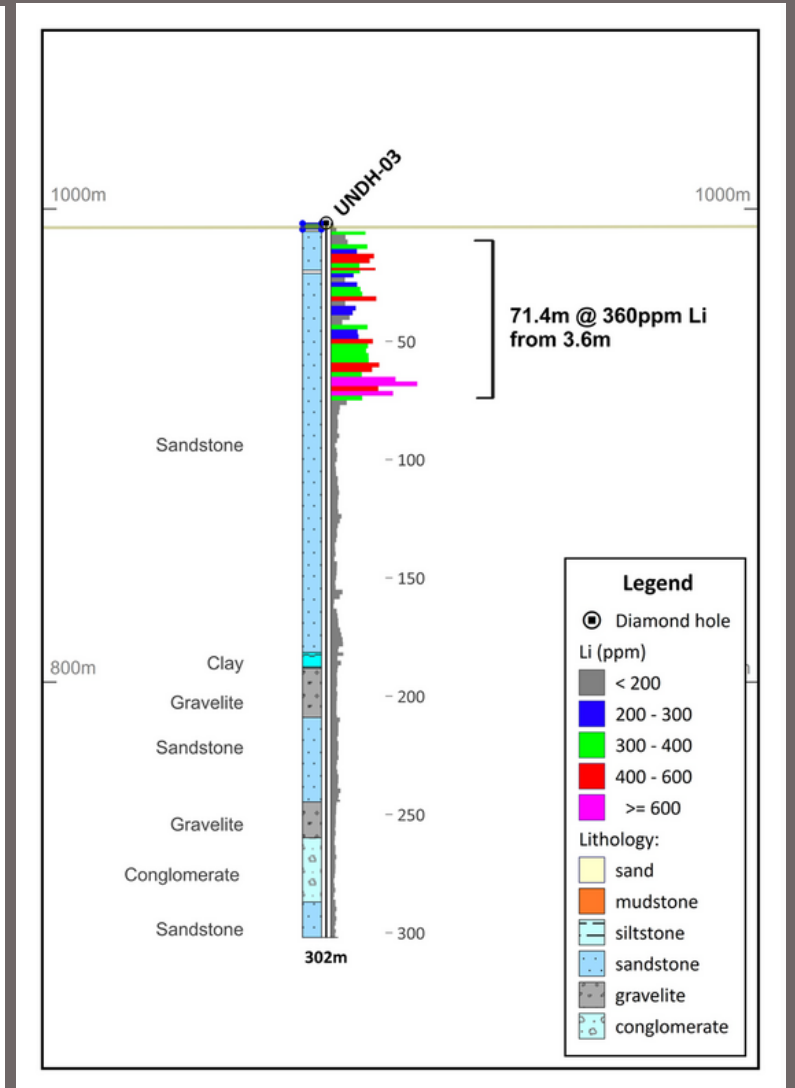 UNDH-03
1000m
1000m
71.4m @ 360ppm Li
from 3.6m
50
Sandstone
100
150
Clay
800m
Gravelite
200
Sandstone
250
Gravelite
Conglomerate
Sandstone
300
302m
Legend
Diamond hole
Li (ppm)
< 200
200 - 300
300 - 400
400 - 600
>= 600
Lithology:
sand
mudstone
siltstone
sandstone
gravelite
conglomerate